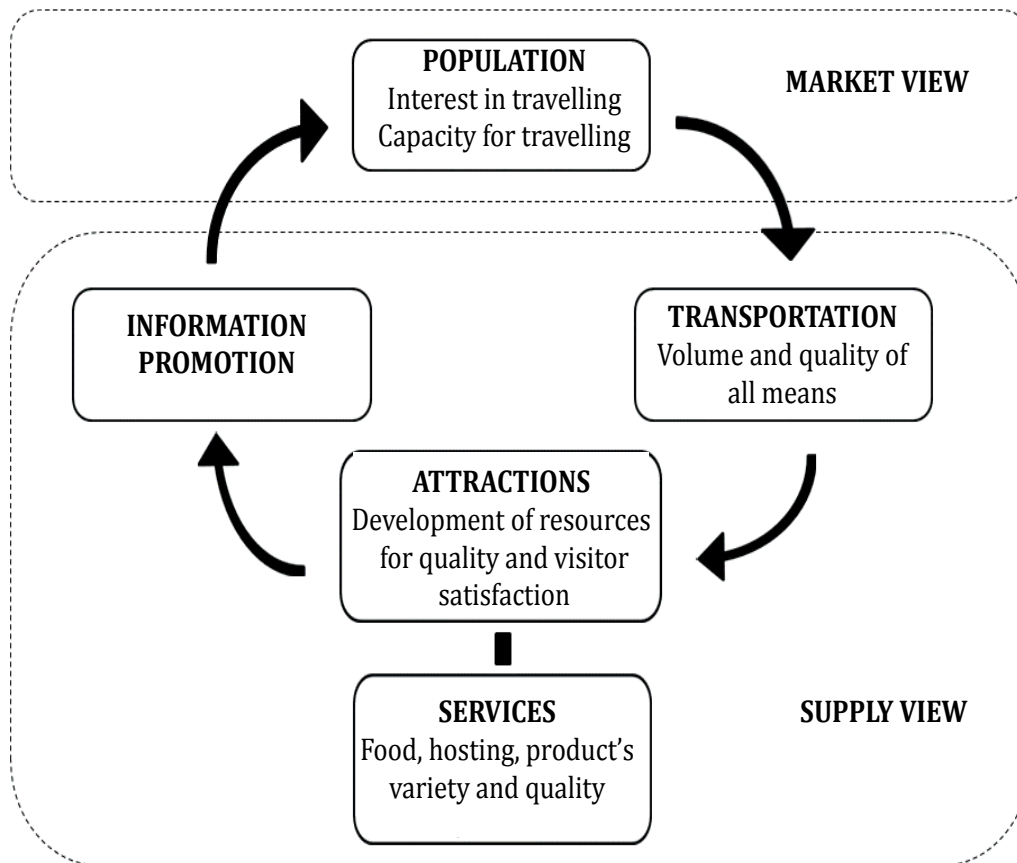 POPULATION
Interest in travelling
Capacity for travelling
MARKET VIEW
INFORMATION
PROMOTION
TRANSPORTATION
Volume and quality of
all means
ATTRACTIONS
Development of resources
for quality and visitor
satisfaction
SERVICES
Food, hosting, product's
variety and quality
SUPPLY VIEW